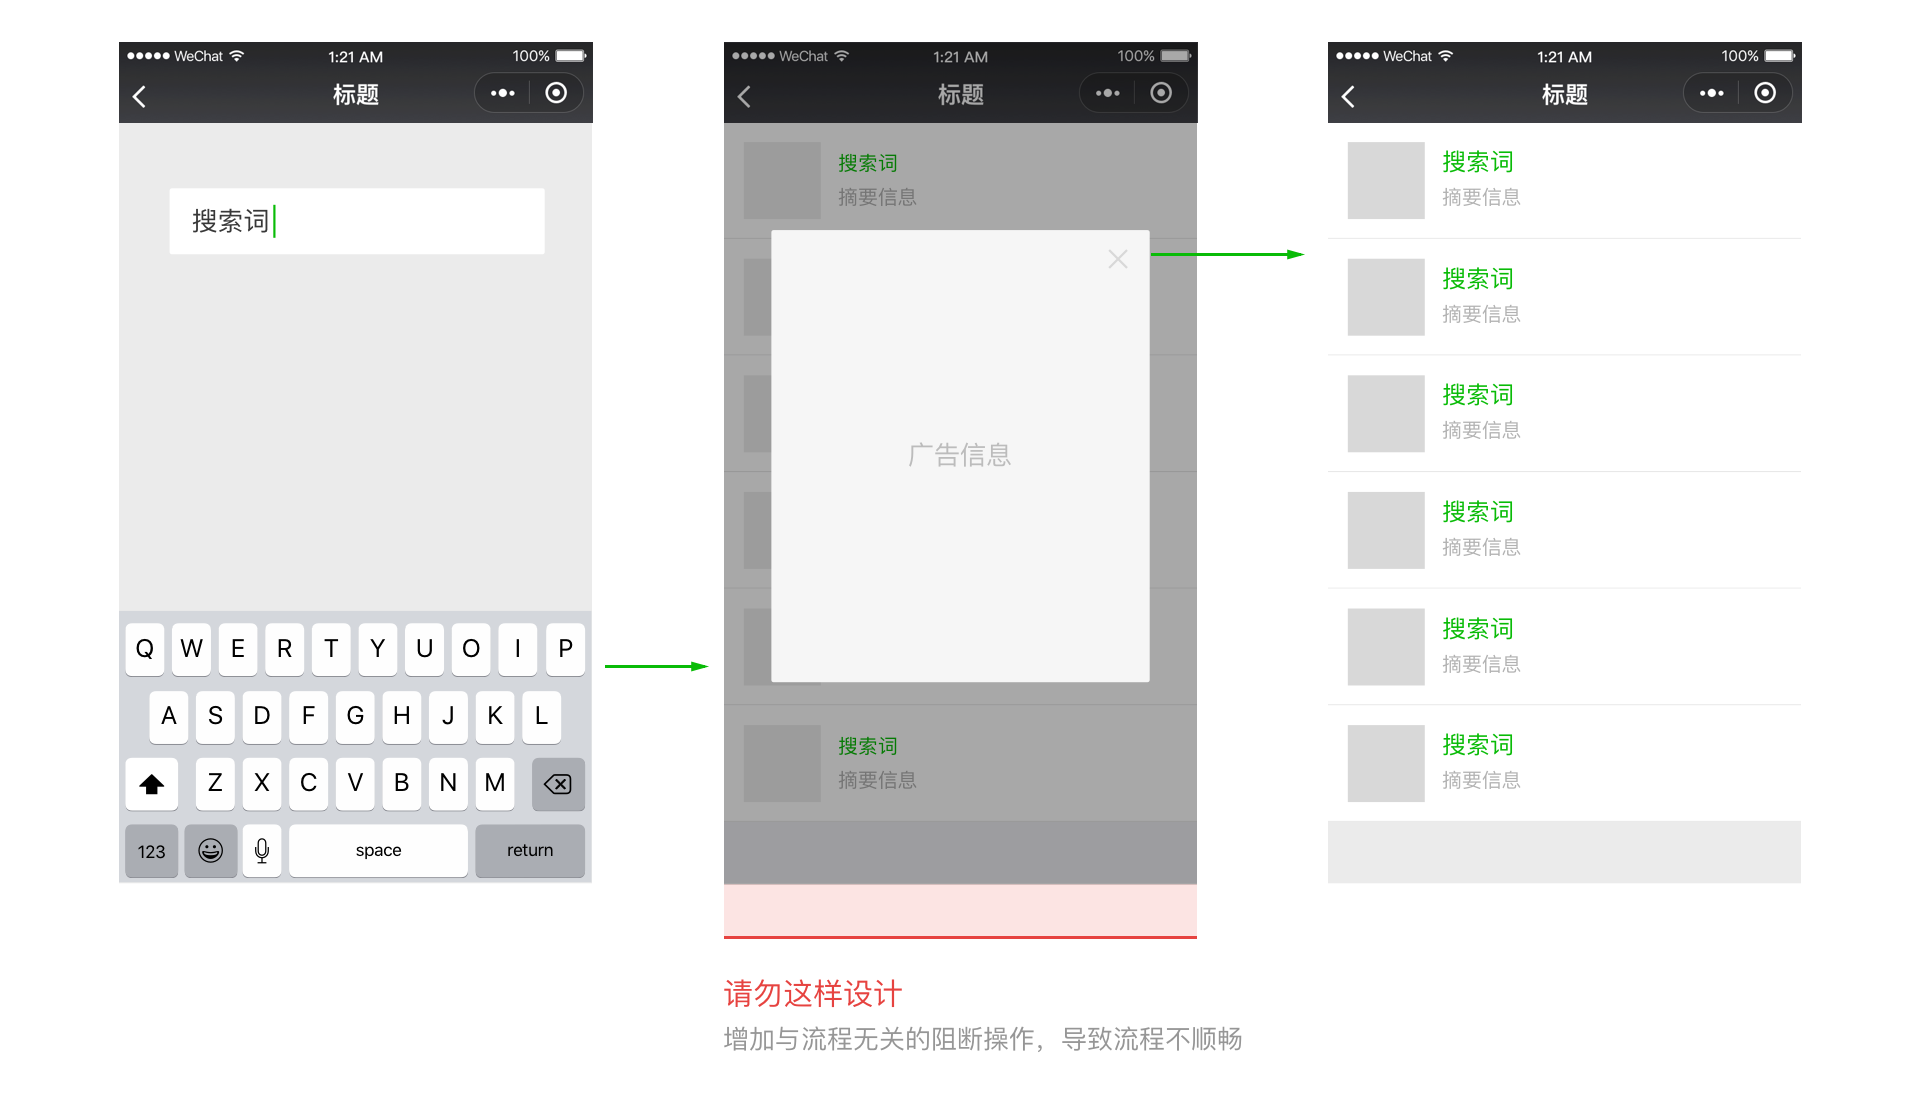 WeChat 1:21 AM 100%
标题
搜索词
Q W E R T Y U I O P
A S D F G H J K L
Z X C V B N M
123 space return
WeChat 1:21 AM 100%
标题
搜索词
摘要信息
广告信息
搜索词
摘要信息
请勿这样设计
增加与流程无关的阻断操作，导致流程不顺畅
WeChat 1:21 AM 100%
标题
搜索词
摘要信息
搜索词
摘要信息
搜索词
摘要信息
搜索词
摘要信息
搜索词
摘要信息
搜索词
摘要信息